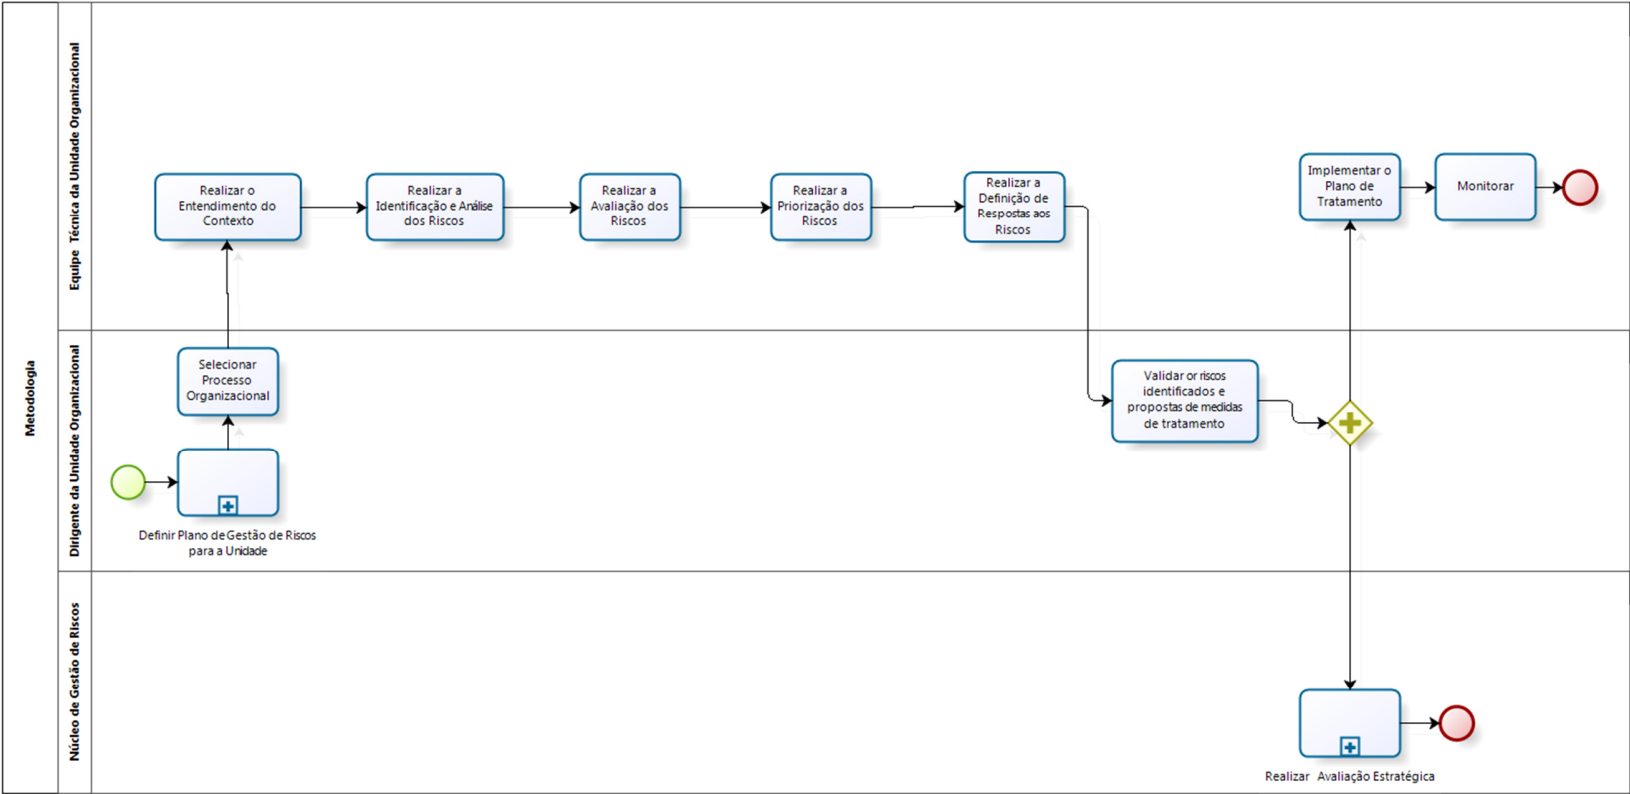 Metodologia
Equipe Técnica da Unidade Organizacional
Realizar o
Entendimento do
Contexto
Realizar a
Identificação e Análise
dos Riscos
Realizar a
Avaliação dos
Riscos
Realizar a
Priorização dos
Riscos
Realizar a
Definição de
Respostas aos
Riscos
Implementar o
Plano de
Tratamento
Monitorar
Dirigente da Unidade Organizacional
Selecionar
Processo
Organizacional
Definir Plano de Gestão de Riscos
para a Unidade
Validar or riscos
identificados e
propostas de medidas
de tratamento
Núcleo de Gestão de Riscos
Realizar Avaliação Estratégica